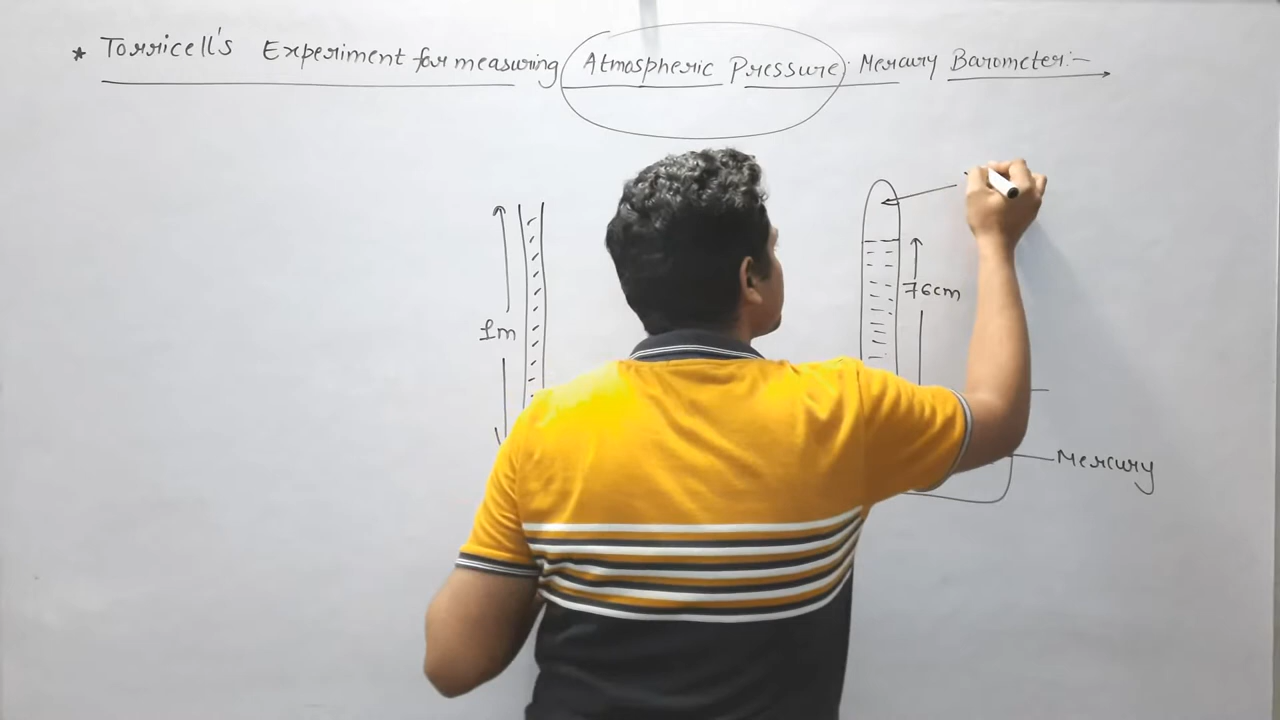 * Torricell's Experiment for measuring Atmospheric Pressure. Mercury Barometer:-
76cm
1m
Mercury